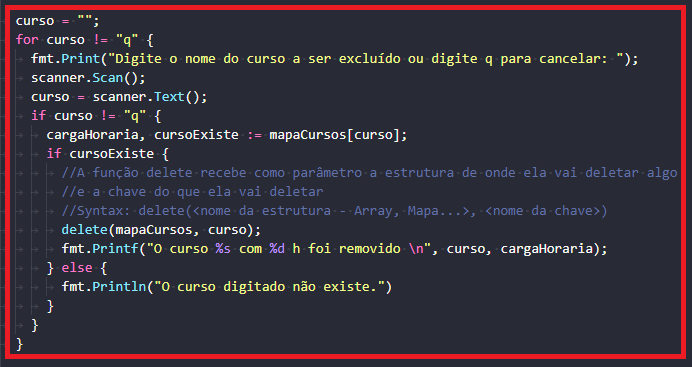 curso = "";
for curso != "q" {
fmt.Print("Digite o nome do curso a ser excluído ou digite q para cancelar: ");
scanner.Scan();
curso = scanner.Text();
if curso != "q" {
cargaHoraria, cursoExiste := mapaCursos[curso];
if cursoExiste {
//A função delete recebe como parâmetro a estrutura de onde ela vai deletar algo
//e a chave do que ela vai deletar
//Syntax: delete(<nome da estrutura - Array, Mapa...>, <nome da chave>)
delete(mapaCursos, curso);
fmt.Printf("O curso %s com %d h foi removido \n", curso, cargaHoraria);
} else {
fmt.Println("O curso digitado não existe.")
}
}
}